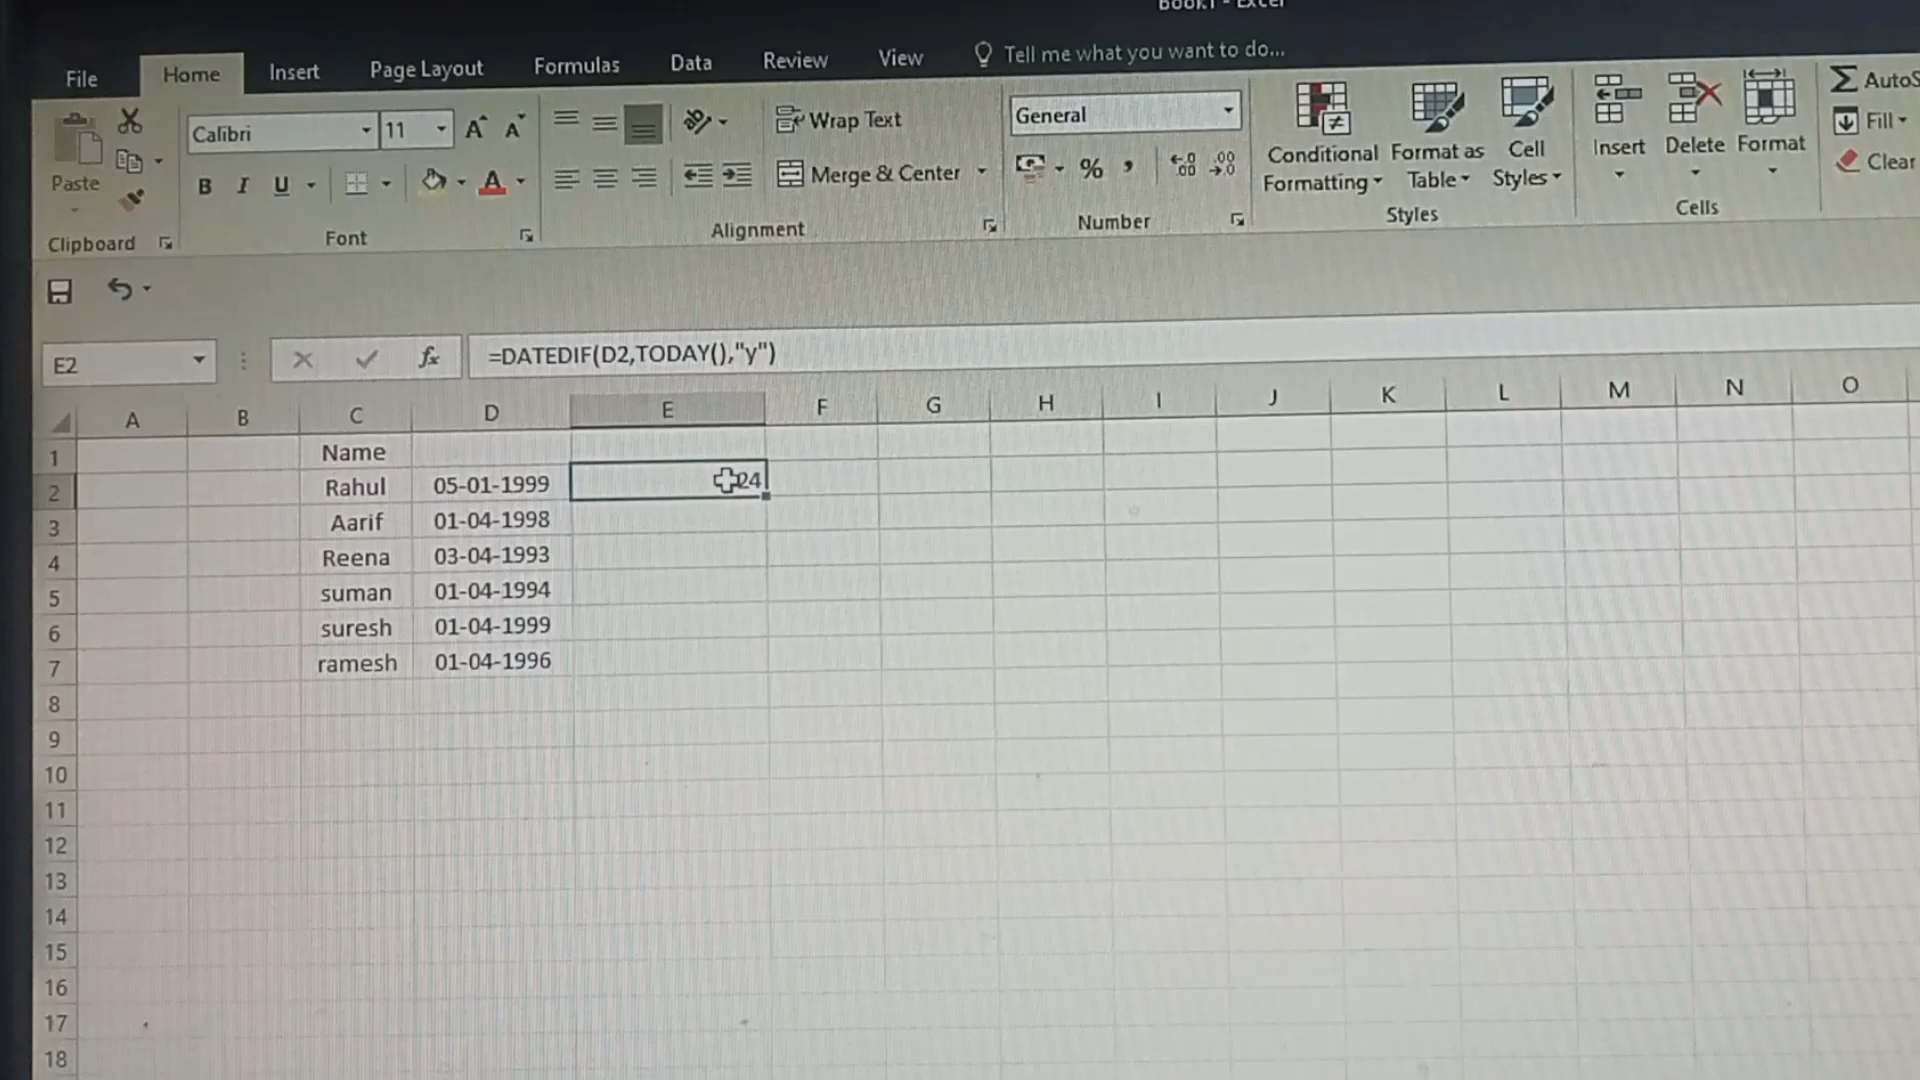 Book1 - Excel
File Home Insert Page Layout Formulas Data Review View Tell me what you want to do...
Calibri 11 Wrap Text General AutoS
Paste B I U A Merge & Center % Conditional Formatting Format as Table Cell Styles Insert Delete Format Fill Clear
Clipboard Font Alignment Number Styles Cells
E2 fx =DATEDIF(D2,TODAY(),"y")
A B C D E F G H I J K L M N O
1 Name
2 Rahul 05-01-1999 24
3 Aarif 01-04-1998
4 Reena 03-04-1993
5 suman 01-04-1994
6 suresh 01-04-1999
7 ramesh 01-04-1996
8
9
10
11
12
13
14
15
16
17
18